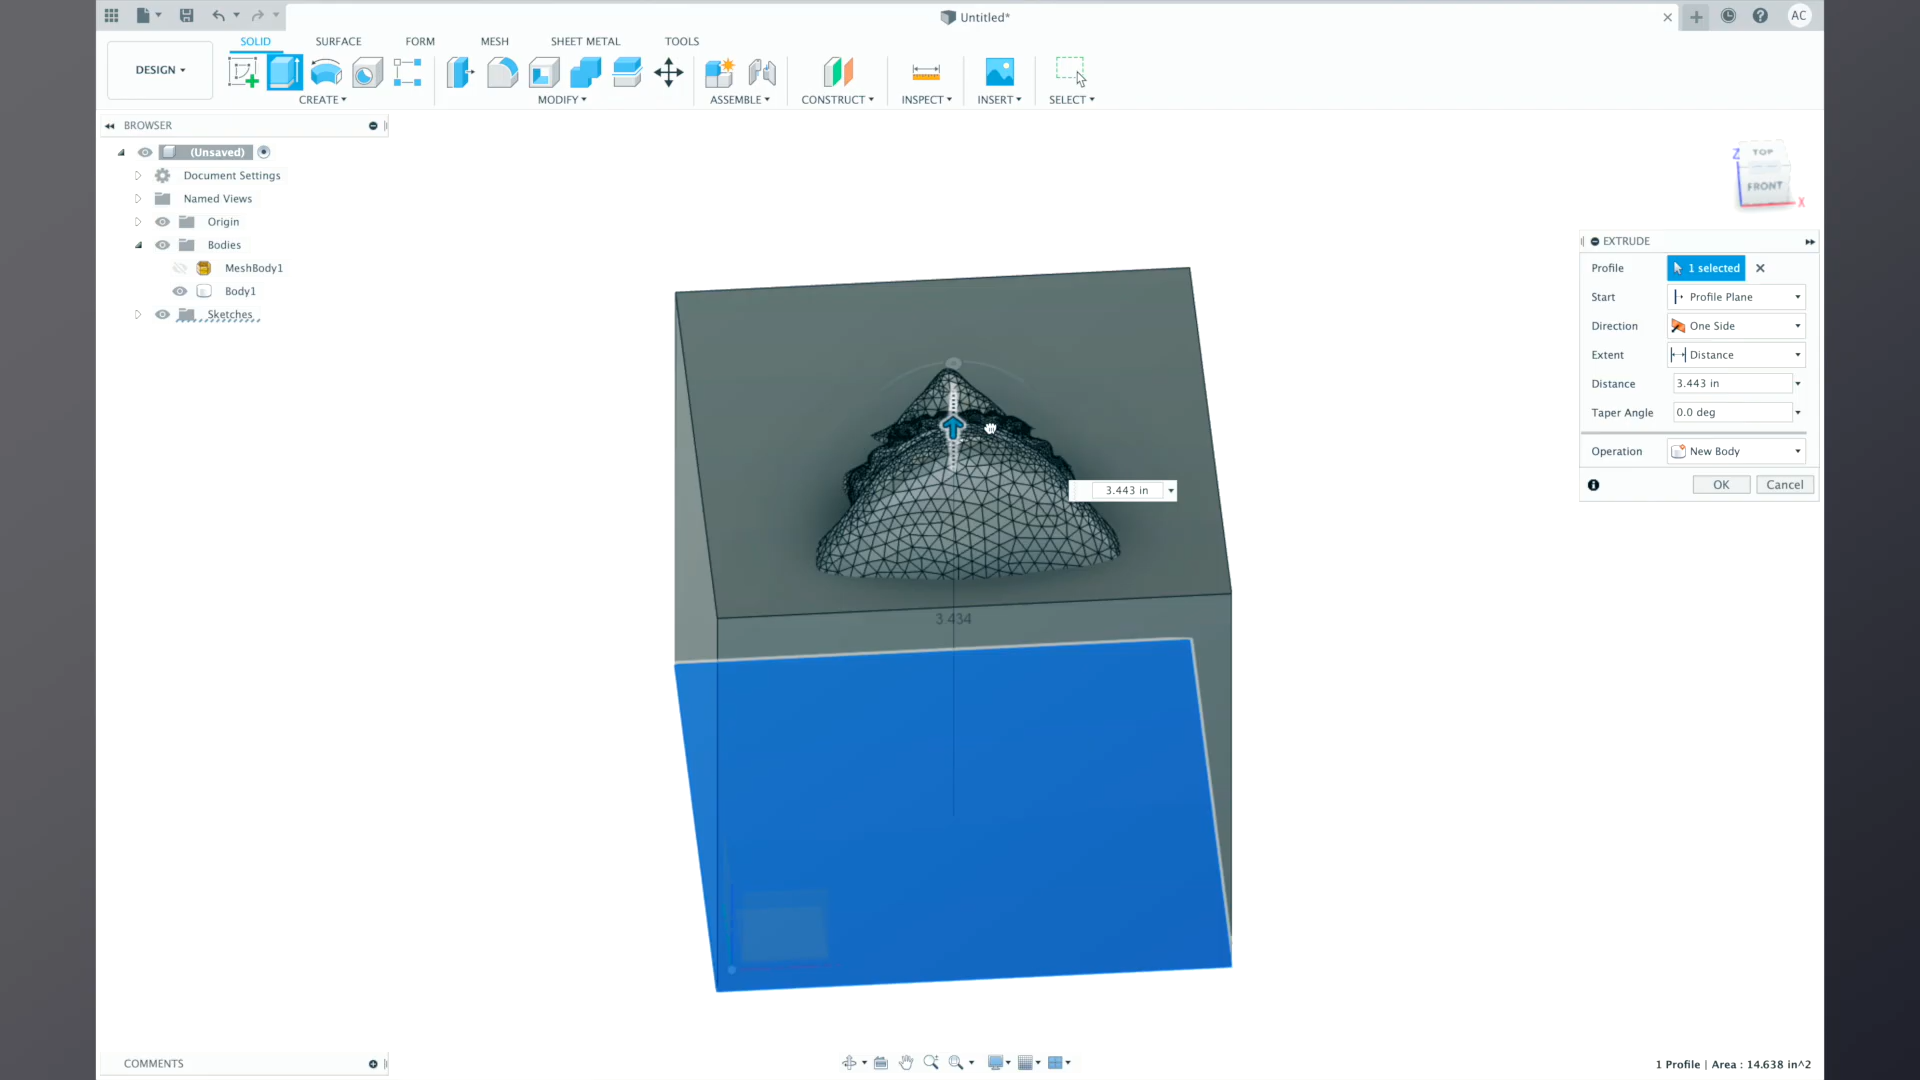 Untitled*
AC
DESIGN
SOLID
SURFACE
FORM
MESH
SHEET METAL
TOOLS
CREATE
MODIFY
ASSEMBLE
CONSTRUCT
INSPECT
INSERT
SELECT
BROWSER
(Unsaved)
Document Settings
Named Views
Origin
Bodies
MeshBody1
Body1
Sketches
Z
TOP
FRONT
X
EXTRUDE
Profile
1 selected
Start
Profile Plane
Direction
One Side
Extent
Distance
Distance
3.443 in
Taper Angle
0.0 deg
Operation
New Body
OK
Cancel
3.443 in
3.434
COMMENTS
1 Profile | Area : 14.638 in^2